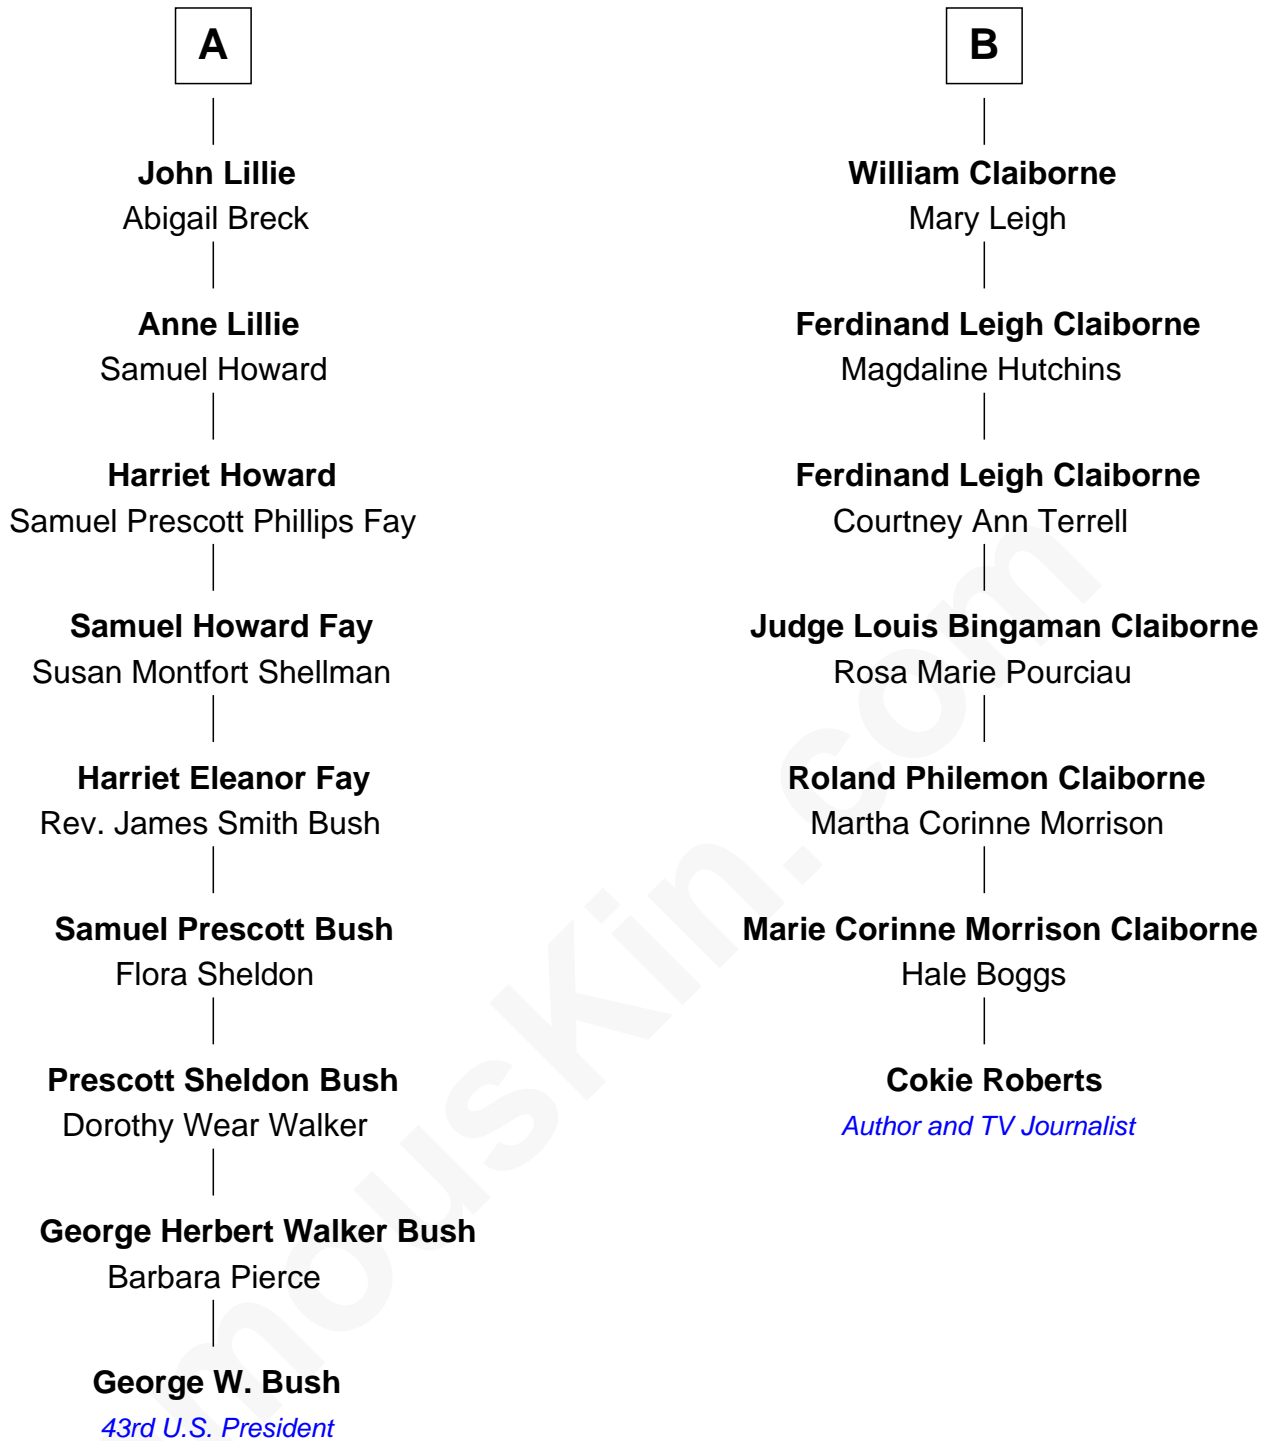 A
John Lillie
Abigail Breck
Anne Lillie
Samuel Howard
Harriet Howard
Samuel Prescott Phillips Fay
Samuel Howard Fay
Susan Montfort Shellman
Harriet Eleanor Fay
Rev. James Smith Bush
Samuel Prescott Bush
Flora Sheldon
Prescott Sheldon Bush
Dorothy Wear Walker
George Herbert Walker Bush
Barbara Pierce
George W. Bush
43rd U.S. President
B
William Claiborne
Mary Leigh
Ferdinand Leigh Claiborne
Magdaline Hutchins
Ferdinand Leigh Claiborne
Courtney Ann Terrell
Judge Louis Bingaman Claiborne
Rosa Marie Pourciau
Roland Philemon Claiborne
Martha Corinne Morrison
Marie Corinne Morrison Claiborne
Hale Boggs
Cokie Roberts
Author and TV Journalist
mousKin.com